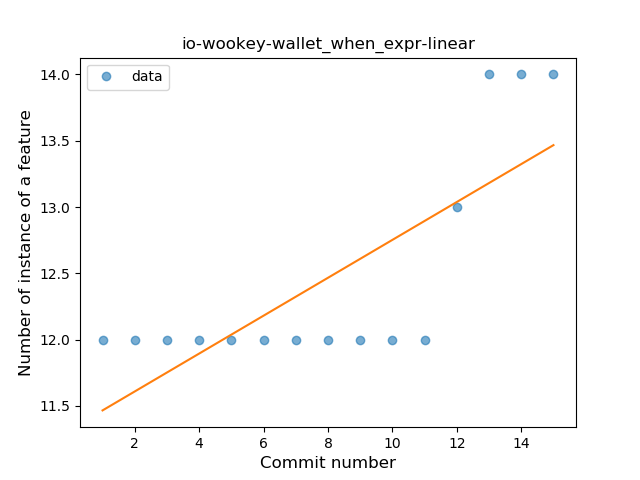 io-wookey-wallet_when_expr-linear
data
Number of instance of a feature
14.0
13.5
13.0
12.5
12.0
11.5
2 4 6 8 10 12 14
Commit number